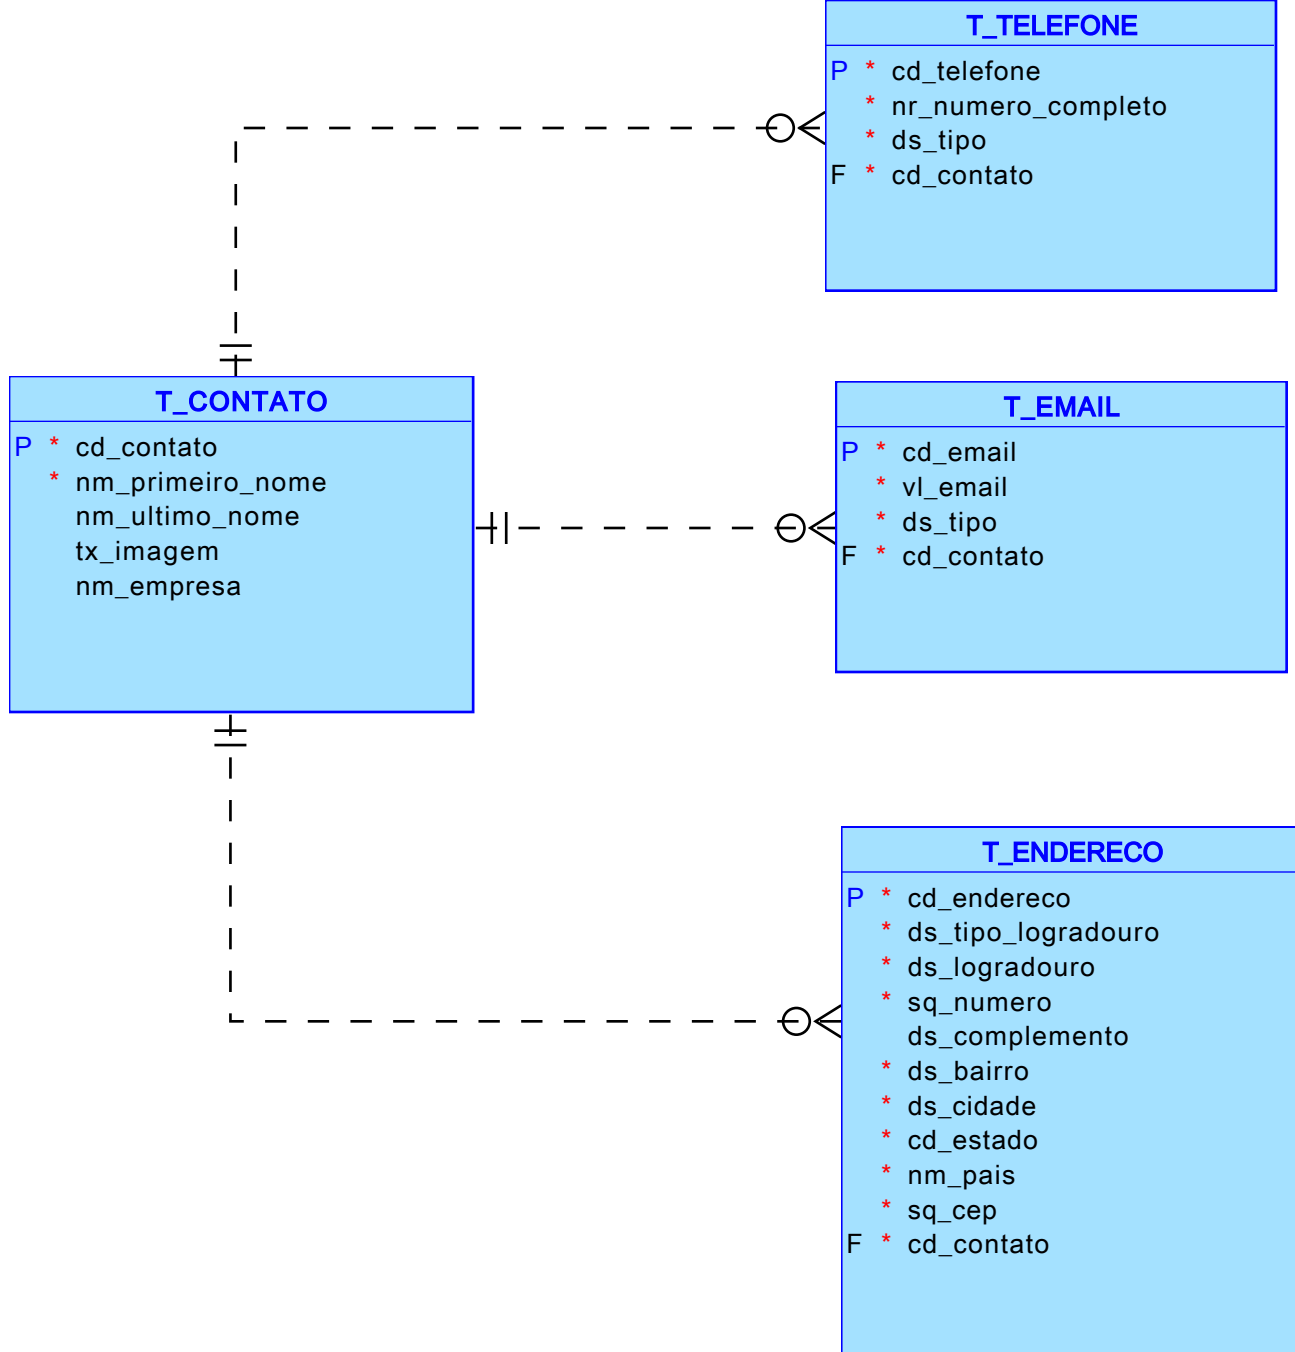 T_TELEFONE
P * cd_telefone
* nr_numero_completo
* ds_tipo
F * cd_contato
T_CONTATO
P * cd_contato
* nm_primeiro_nome
nm_ultimo_nome
tx_imagem
nm_empresa
T_EMAIL
P * cd_email
* vl_email
* ds_tipo
F * cd_contato
T_ENDERECO
P * cd_endereco
* ds_tipo_logradouro
* ds_logradouro
* sq_numero
ds_complemento
* ds_bairro
* ds_cidade
* cd_estado
* nm_pais
* sq_cep
F * cd_contato